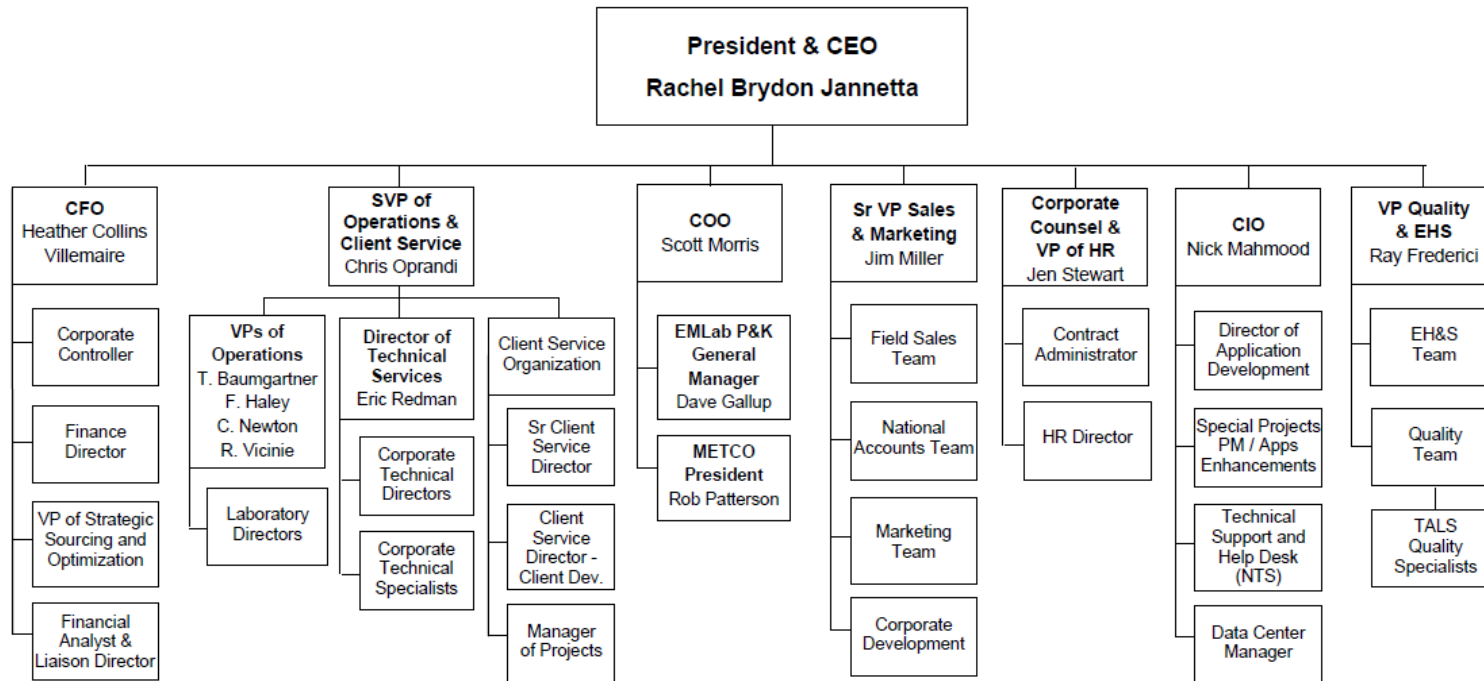 President & CEO
Rachel Brydon Jannetta
CFO
Heather Collins
Villemaire
Corporate
Controller
Finance
Director
VP of Strategic
Sourcing and
Optimization
Financial
Analyst &
Liaison Director
SVP of
Operations &
Client Service
Chris Oprandi
VPs of
Operations
T. Baumgartner
F. Haley
C. Newton
R. Vicinie
Laboratory
Directors
Director of
Technical
Services
Eric Redman
Corporate
Technical
Directors
Corporate
Technical
Specialists
Client Service
Organization
Sr Client
Service
Director
Client
Service
Director -
Client Dev.
Manager
of Projects
COO
Scott Morris
EMLab P&K
General
Manager
Dave Gallup
METCO
President
Rob Patterson
Sr VP Sales
& Marketing
Jim Miller
Field Sales
Team
National
Accounts Team
Marketing
Team
Corporate
Development
Corporate
Counsel &
VP of HR
Jen Stewart
Contract
Administrator
HR Director
CIO
Nick Mahmood
Director of
Application
Development
Special Projects
PM / Apps
Enhancements
Technical
Support and
Help Desk
(NTS)
Data Center
Manager
VP Quality
& EHS
Ray Frederici
EH&S
Team
Quality
Team
TALS
Quality
Specialists